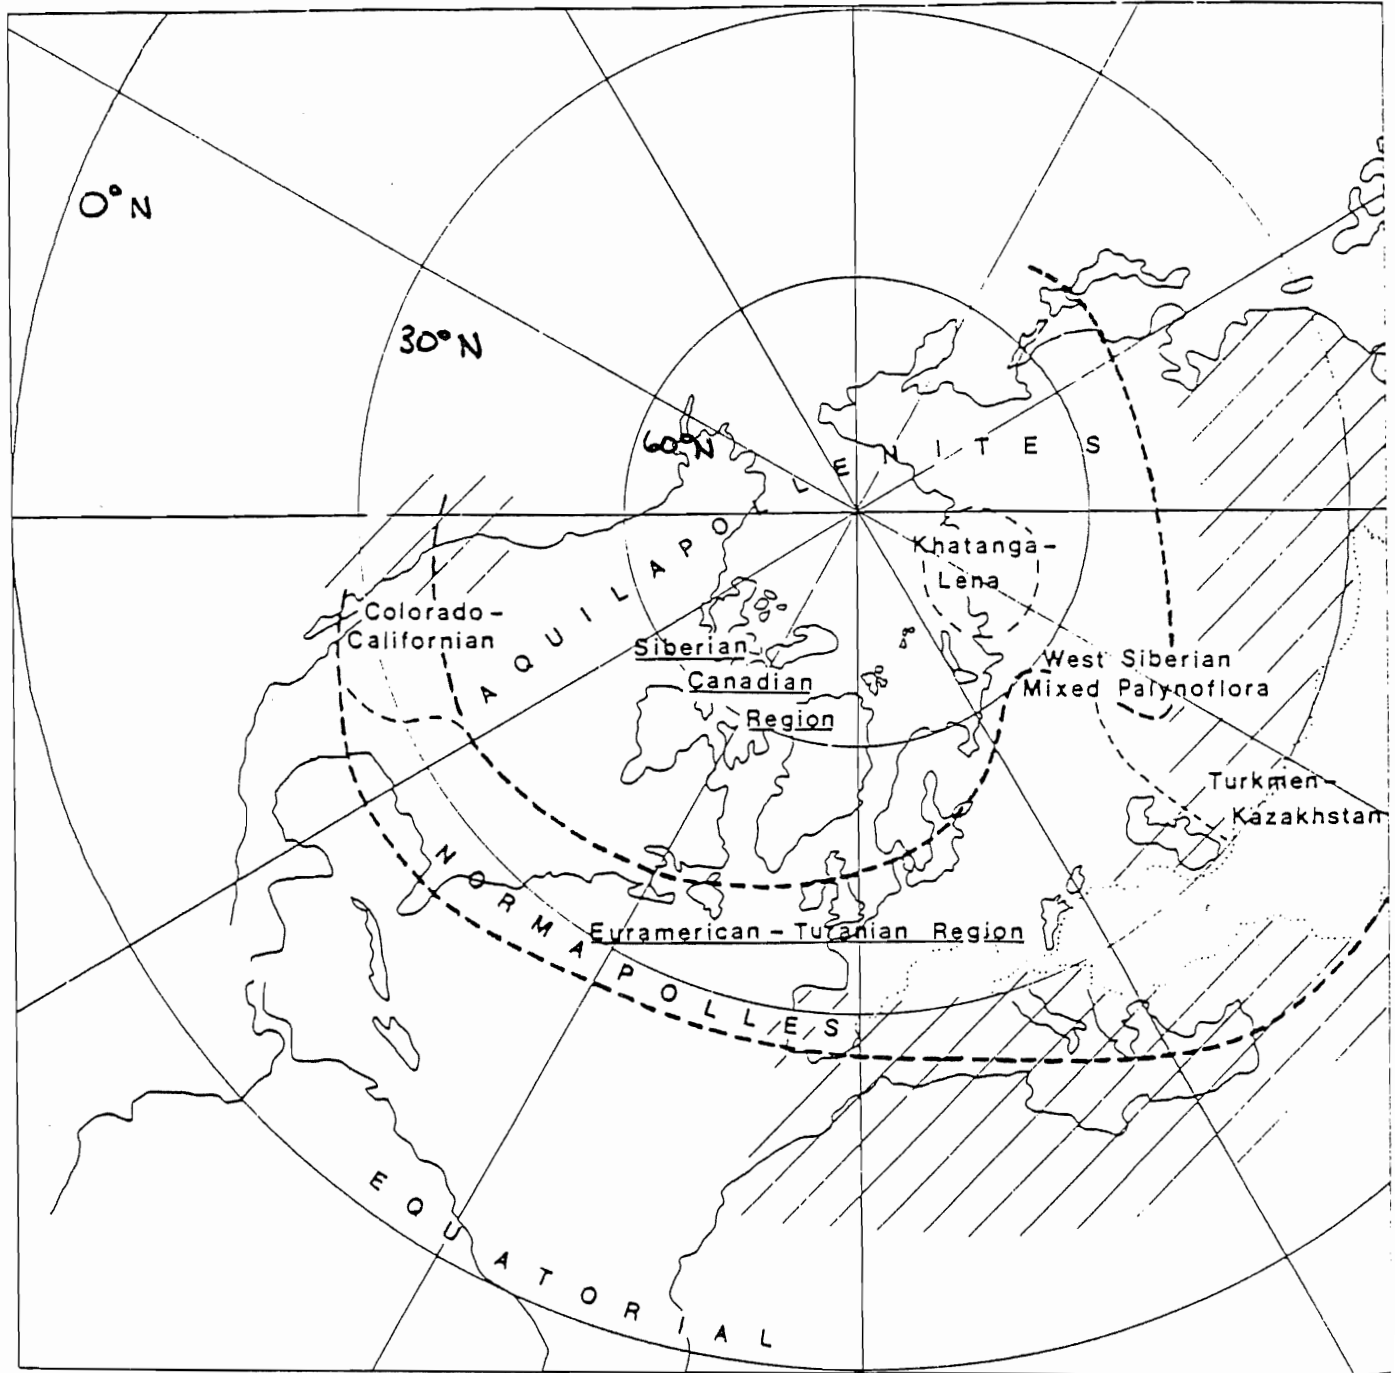 0°N
30°N
60°N
AQUILAPOLLENITES
Khatanga-
Lena
Colorado-
Californian
Siberian
Canadian
Region
West Siberian
Mixed Palynoflora
Turkmen-
Kazakhstan
NORMAPOLLES
Euramerican-Turanian Region
EQUATORIAL